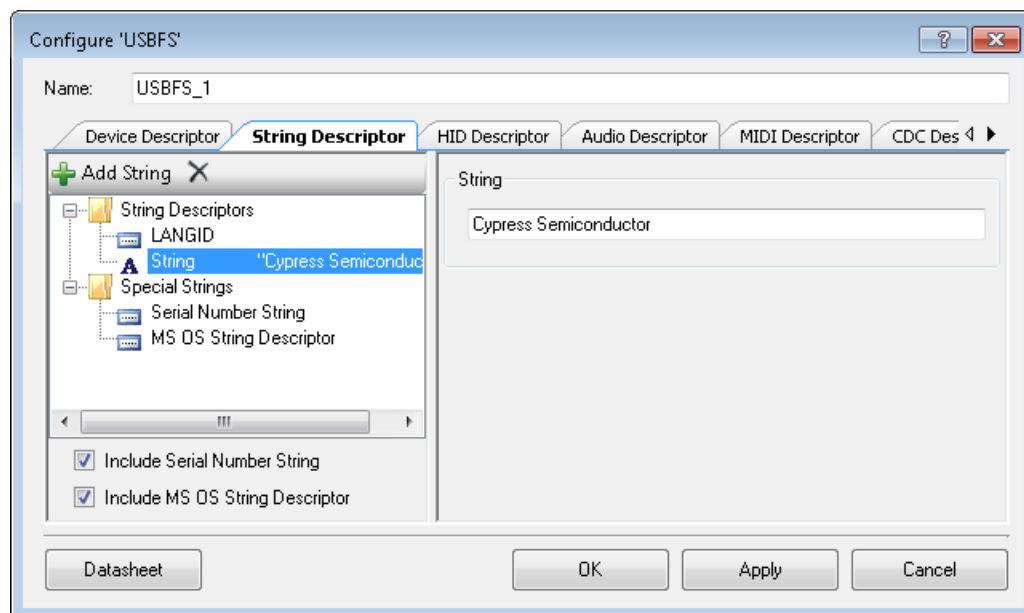 Configure 'USBFS'
?
Name: USBFS_1
Device Descriptor String Descriptor HID Descriptor Audio Descriptor MIDI Descriptor CDC Des
Add String
String Descriptors
LANGID
String "Cypress Semiconduc
Special Strings
Serial Number String
MS OS String Descriptor
Include Serial Number String
Include MS OS String Descriptor
String
Cypress Semiconductor
Datasheet OK Apply Cancel